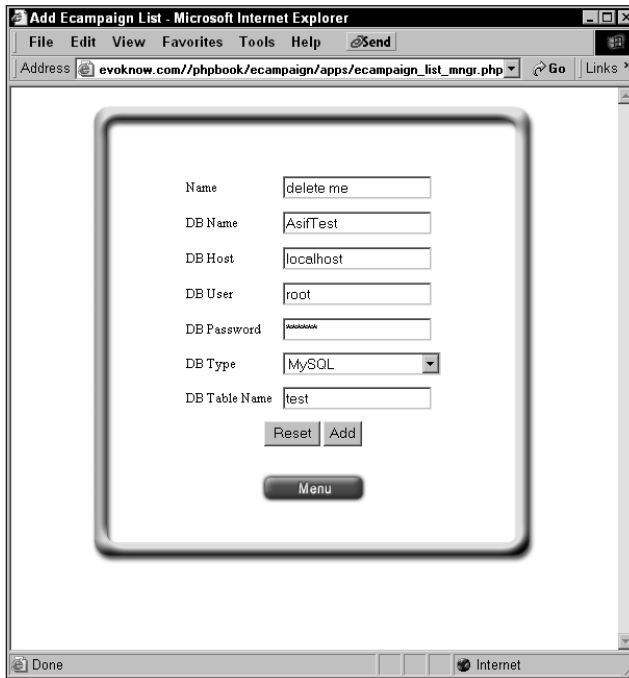 Add Ecampaign List - Microsoft Internet Explorer
File Edit View Favorites Tools Help Send
Address evoknow.com//phpbook/ecampaign/apps/ecampaign_list_mngr.php Go Links »
Name delete me
DB Name AsifTest
DB Host localhost
DB User root
DB Password ******
DB Type MySQL
DB Table Name test
Reset Add
Menu
Done Internet